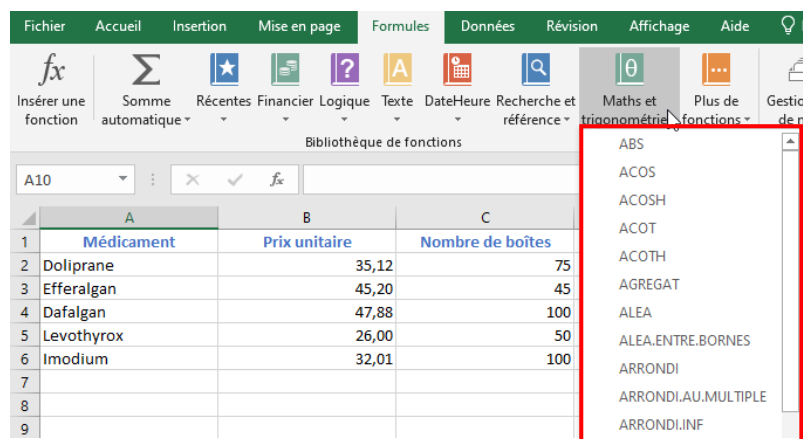 Fichier Accueil Insertion Mise en page Formules Données Révision Affichage Aide
fx Σ ? A θ ...
Insérer une fonction
Somme automatique
Récentes
Financier
Logique
Texte
DateHeure
Recherche et référence
Maths et trigonométrie
Plus de fonctions
Bibliothèque de fonctions
A10 fx
A B C
1 Médicament Prix unitaire Nombre de boîtes
2 Doliprane 35,12 75
3 Efferalgan 45,20 45
4 Dafalgan 47,88 100
5 Levothyrox 26,00 50
6 Imodium 32,01 100
7
8
9
ABS
ACOS
ACOSH
ACOT
ACOTH
AGREGAT
ALEA
ALEA.ENTRE.BORNES
ARRONDI
ARRONDI.AU.MULTIPLE
ARRONDI.INF